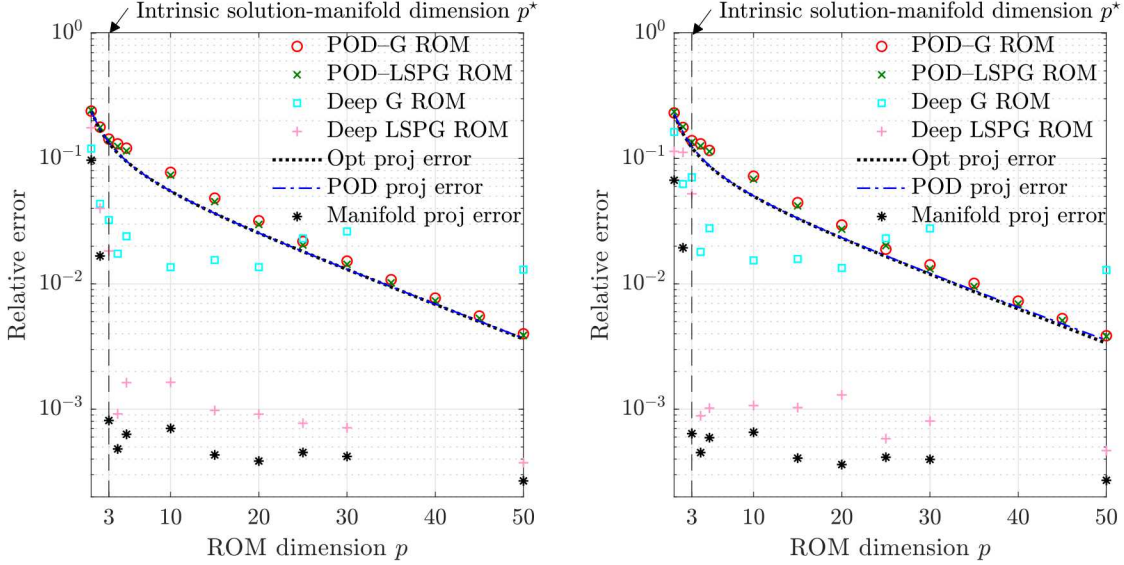 Intrinsic solution-manifold dimension p⋆
10⁰
10⁻¹
10⁻²
10⁻³
Relative error
POD–G ROM
POD–LSPG ROM
Deep G ROM
Deep LSPG ROM
Opt proj error
POD proj error
Manifold proj error
3 10 20 30 40 50
ROM dimension p
Intrinsic solution-manifold dimension p⋆
10⁰
10⁻¹
10⁻²
10⁻³
Relative error
POD–G ROM
POD–LSPG ROM
Deep G ROM
Deep LSPG ROM
Opt proj error
POD proj error
Manifold proj error
3 10 20 30 40 50
ROM dimension p